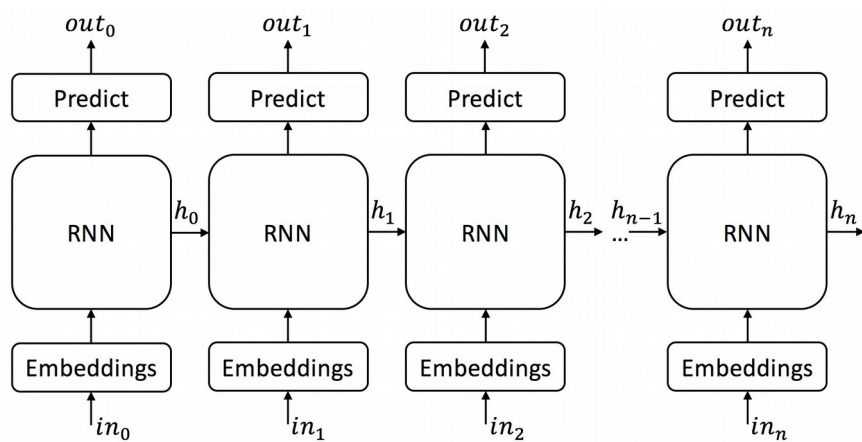 out₀ out₁ out₂ outₙ
Predict Predict Predict Predict
h₀ h₁ h₂ hₙ₋₁ hₙ
RNN RNN RNN ... RNN
Embeddings Embeddings Embeddings Embeddings
in₀ in₁ in₂ inₙ